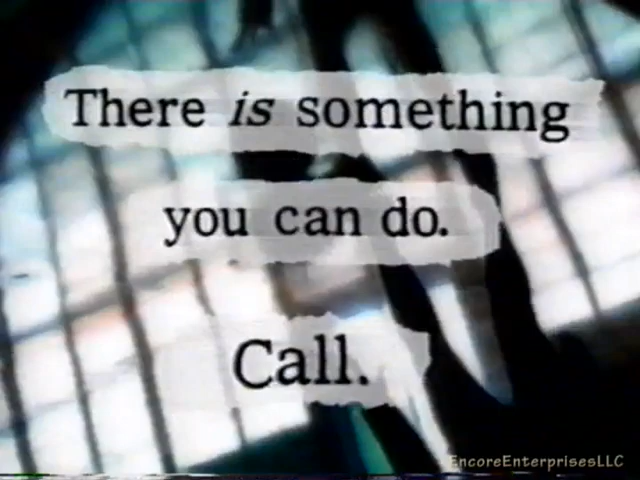 There is something
you can do.
Call.
EncoreEnterprisesLLC